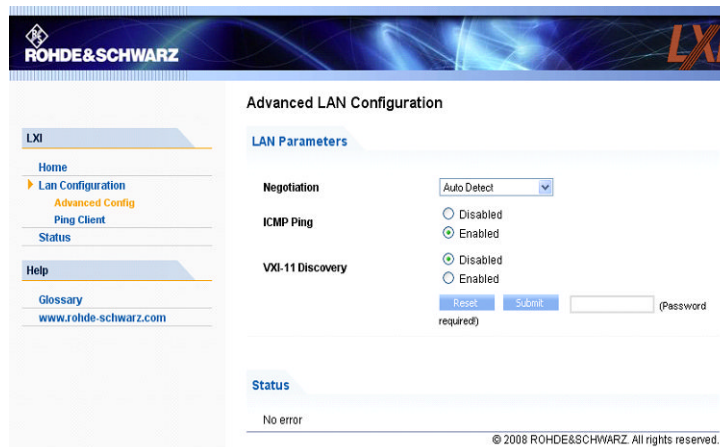 ROHDE&SCHWARZ
LXI
Advanced LAN Configuration
LXI
Home
Lan Configuration
Advanced Config
Ping Client
Status
Help
Glossary
www.rohde-schwarz.com
LAN Parameters
Negotiation
Auto Detect
ICMP Ping
Disabled
Enabled
VXI-11 Discovery
Disabled
Enabled
Reset Submit (Password
required!)
Status
No error
© 2008 ROHDE&SCHWARZ. All rights reserved.